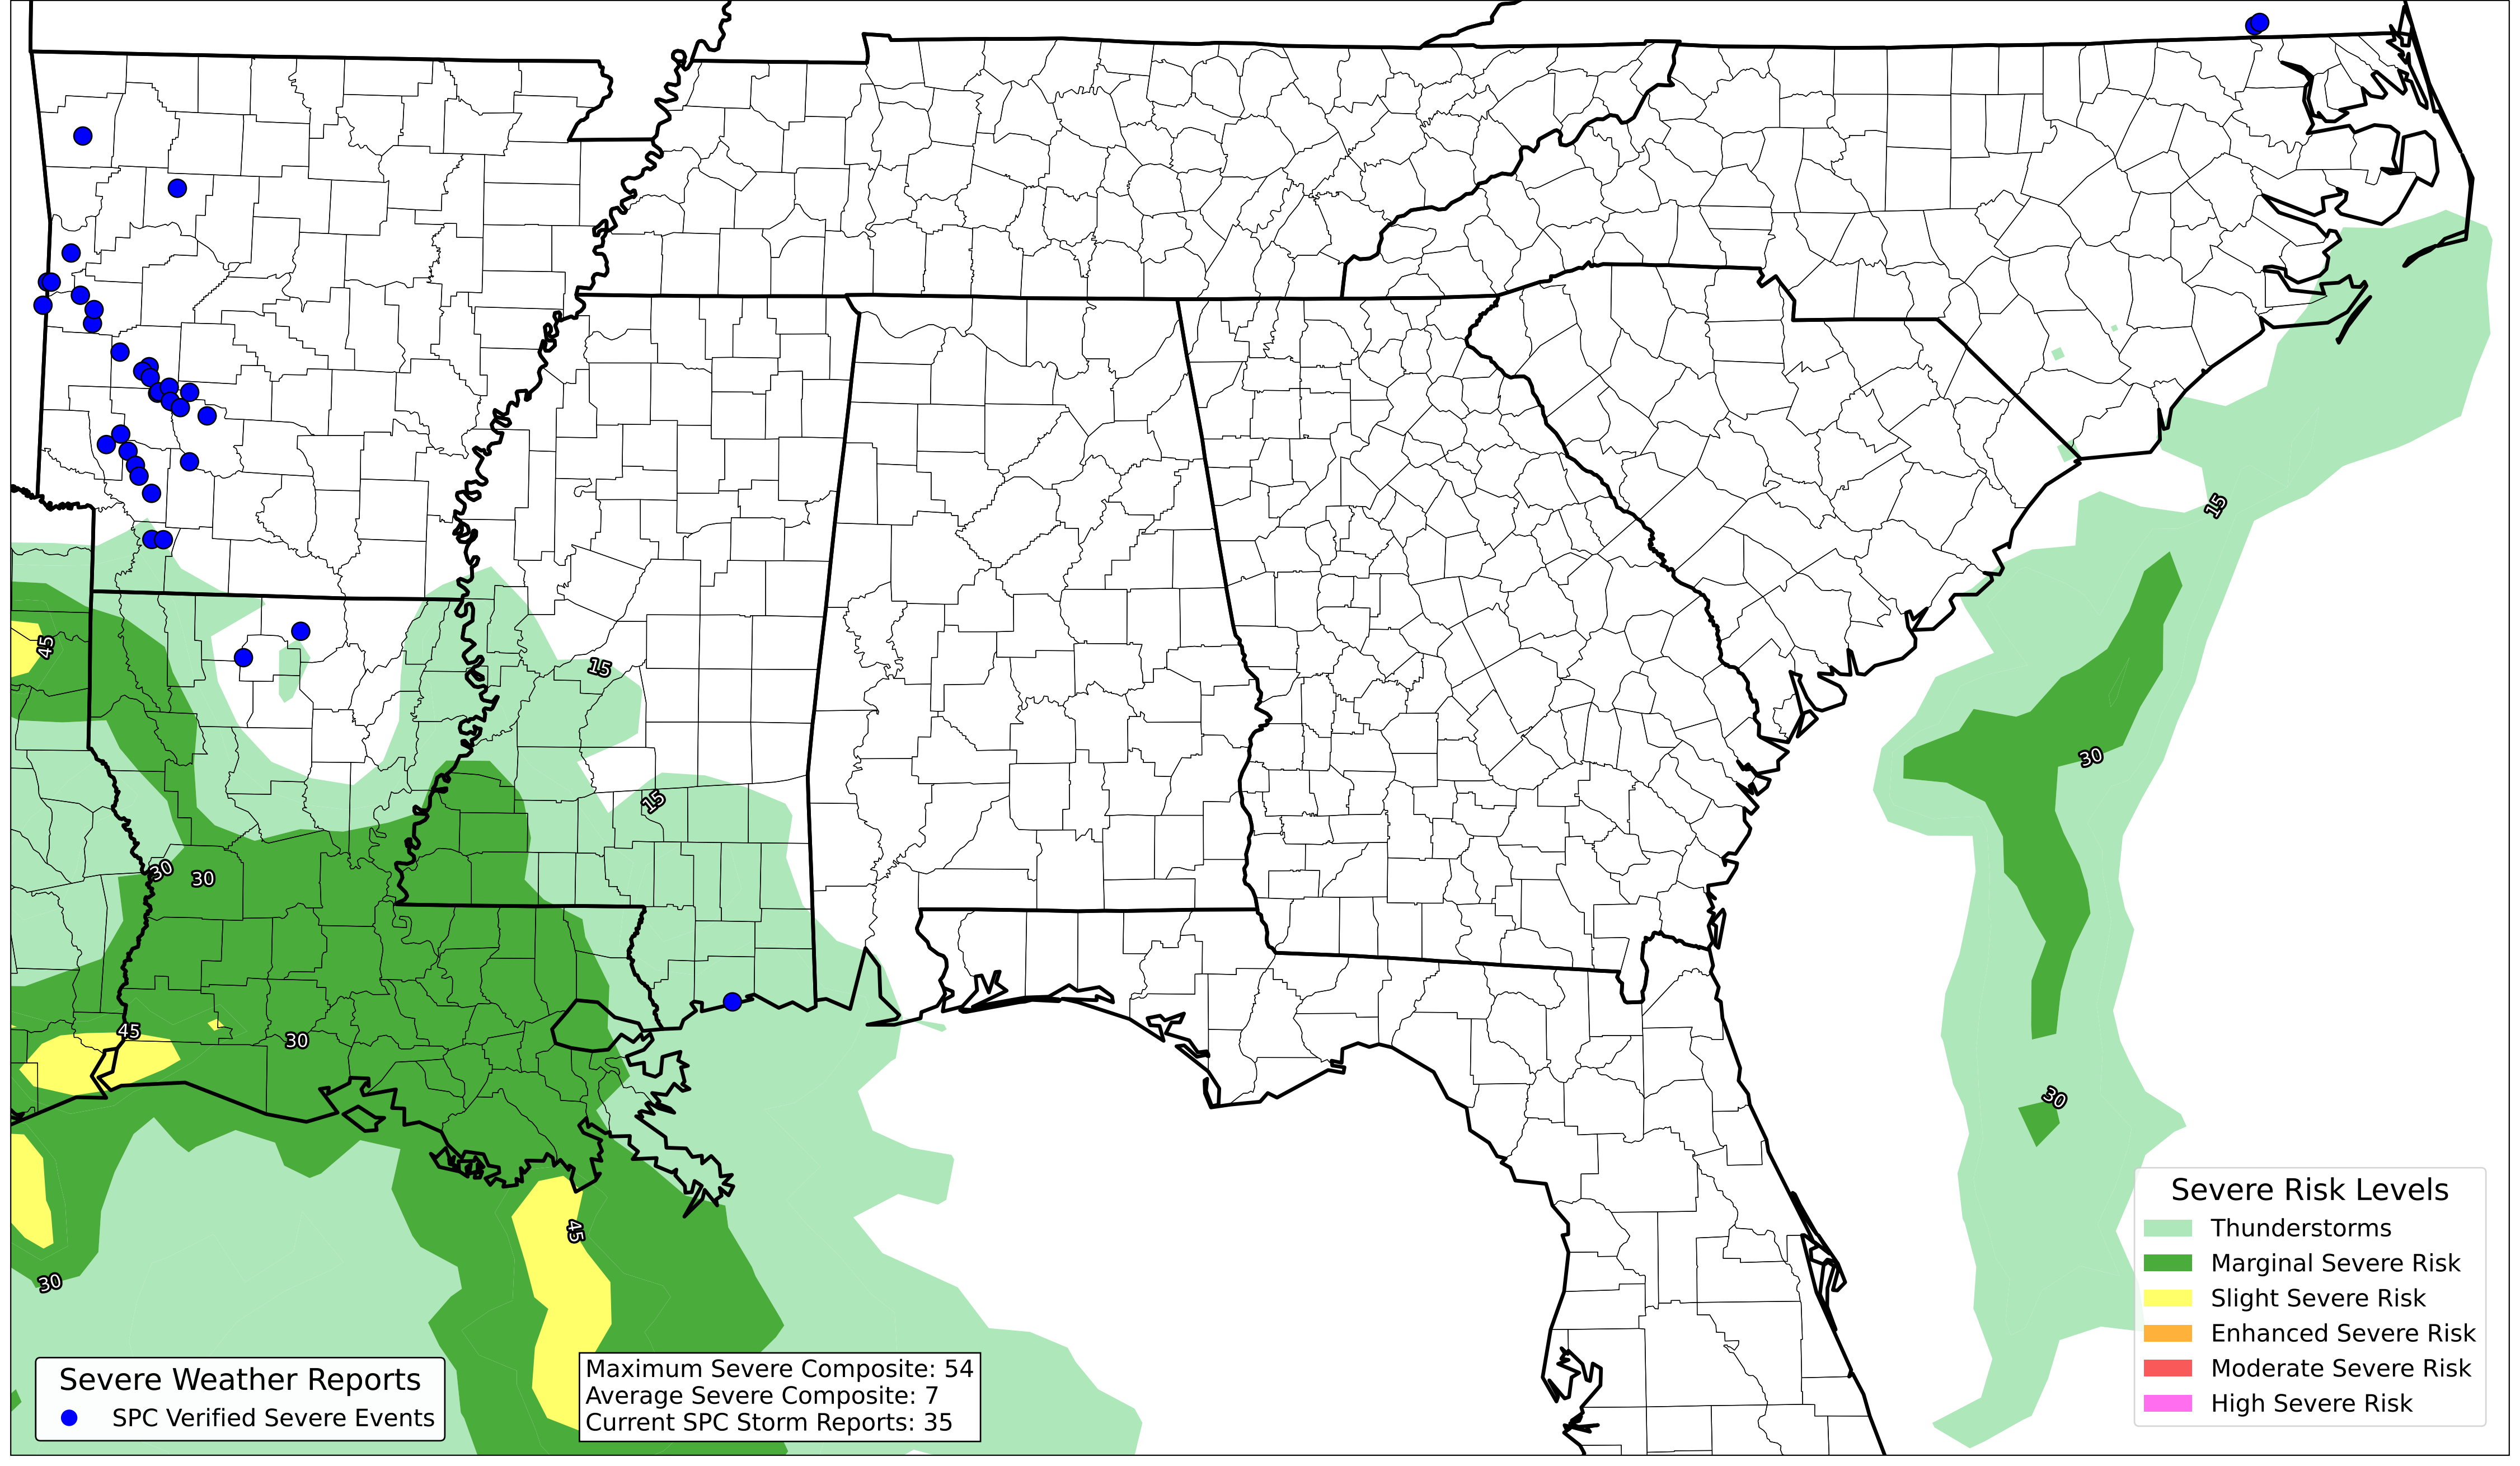 15
45
15
30
15
30
30
45
30
30
45
30
Severe Risk Levels
Thunderstorms
Marginal Severe Risk
Slight Severe Risk
Enhanced Severe Risk
Moderate Severe Risk
High Severe Risk
Severe Weather Reports
SPC Verified Severe Events
Maximum Severe Composite: 54
Average Severe Composite: 7
Current SPC Storm Reports: 35